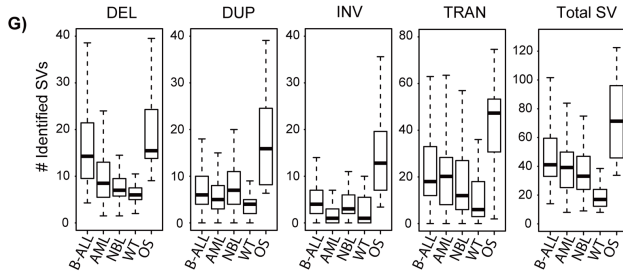 G)
DEL DUP INV TRAN Total SV
# Identified SVs
40 40 40 80 120
30 30 30 60 100
20 20 20 40 80
10 10 10 20 60
0 0 0 0 40
20
0
B-ALL AML NBL WT OS B-ALL AML NBL WT OS B-ALL AML NBL WT OS B-ALL AML NBL WT OS B-ALL AML NBL WT OS